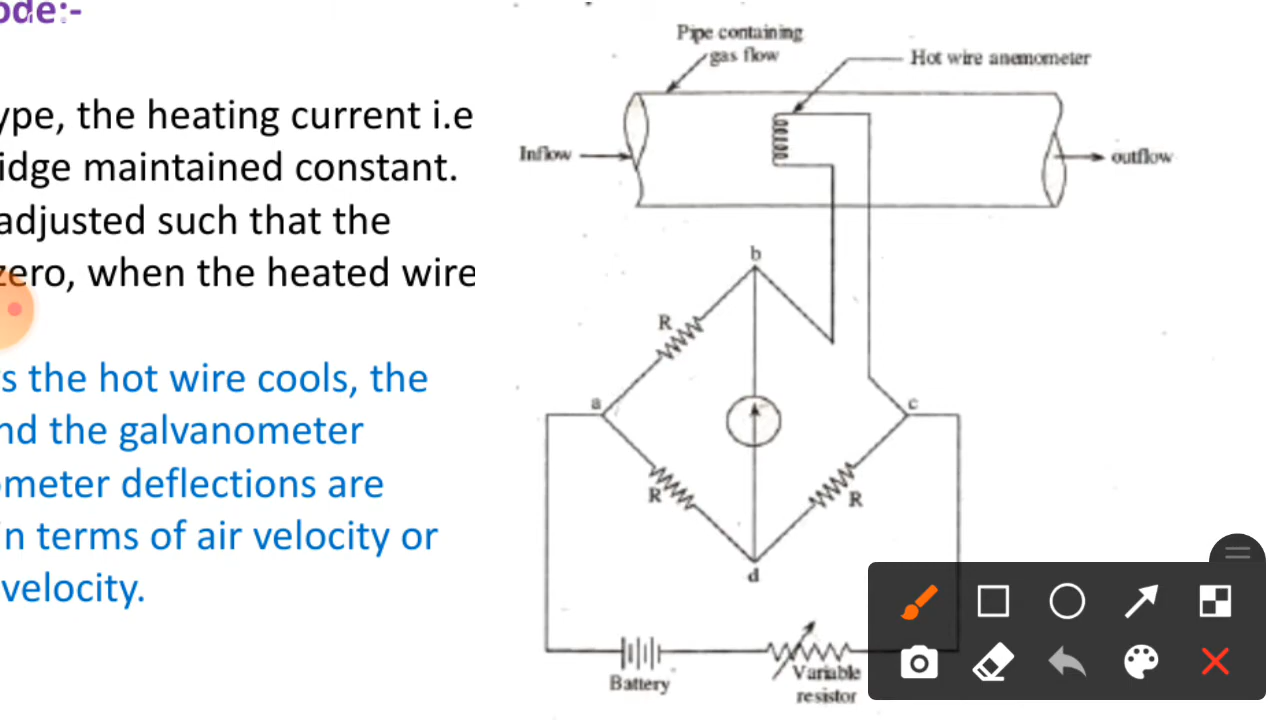 ode:-
ype, the heating current i.e
idge maintained constant.
adjusted such that the
zero, when the heated wire
s the hot wire cools, the
nd the galvanometer
ometer deflections are
in terms of air velocity or
velocity.
Pipe containing
gas flow
Hot wire anemometer
Inflow
outflow
b
R
a
c
R
R
d
Battery
Variable
resistor